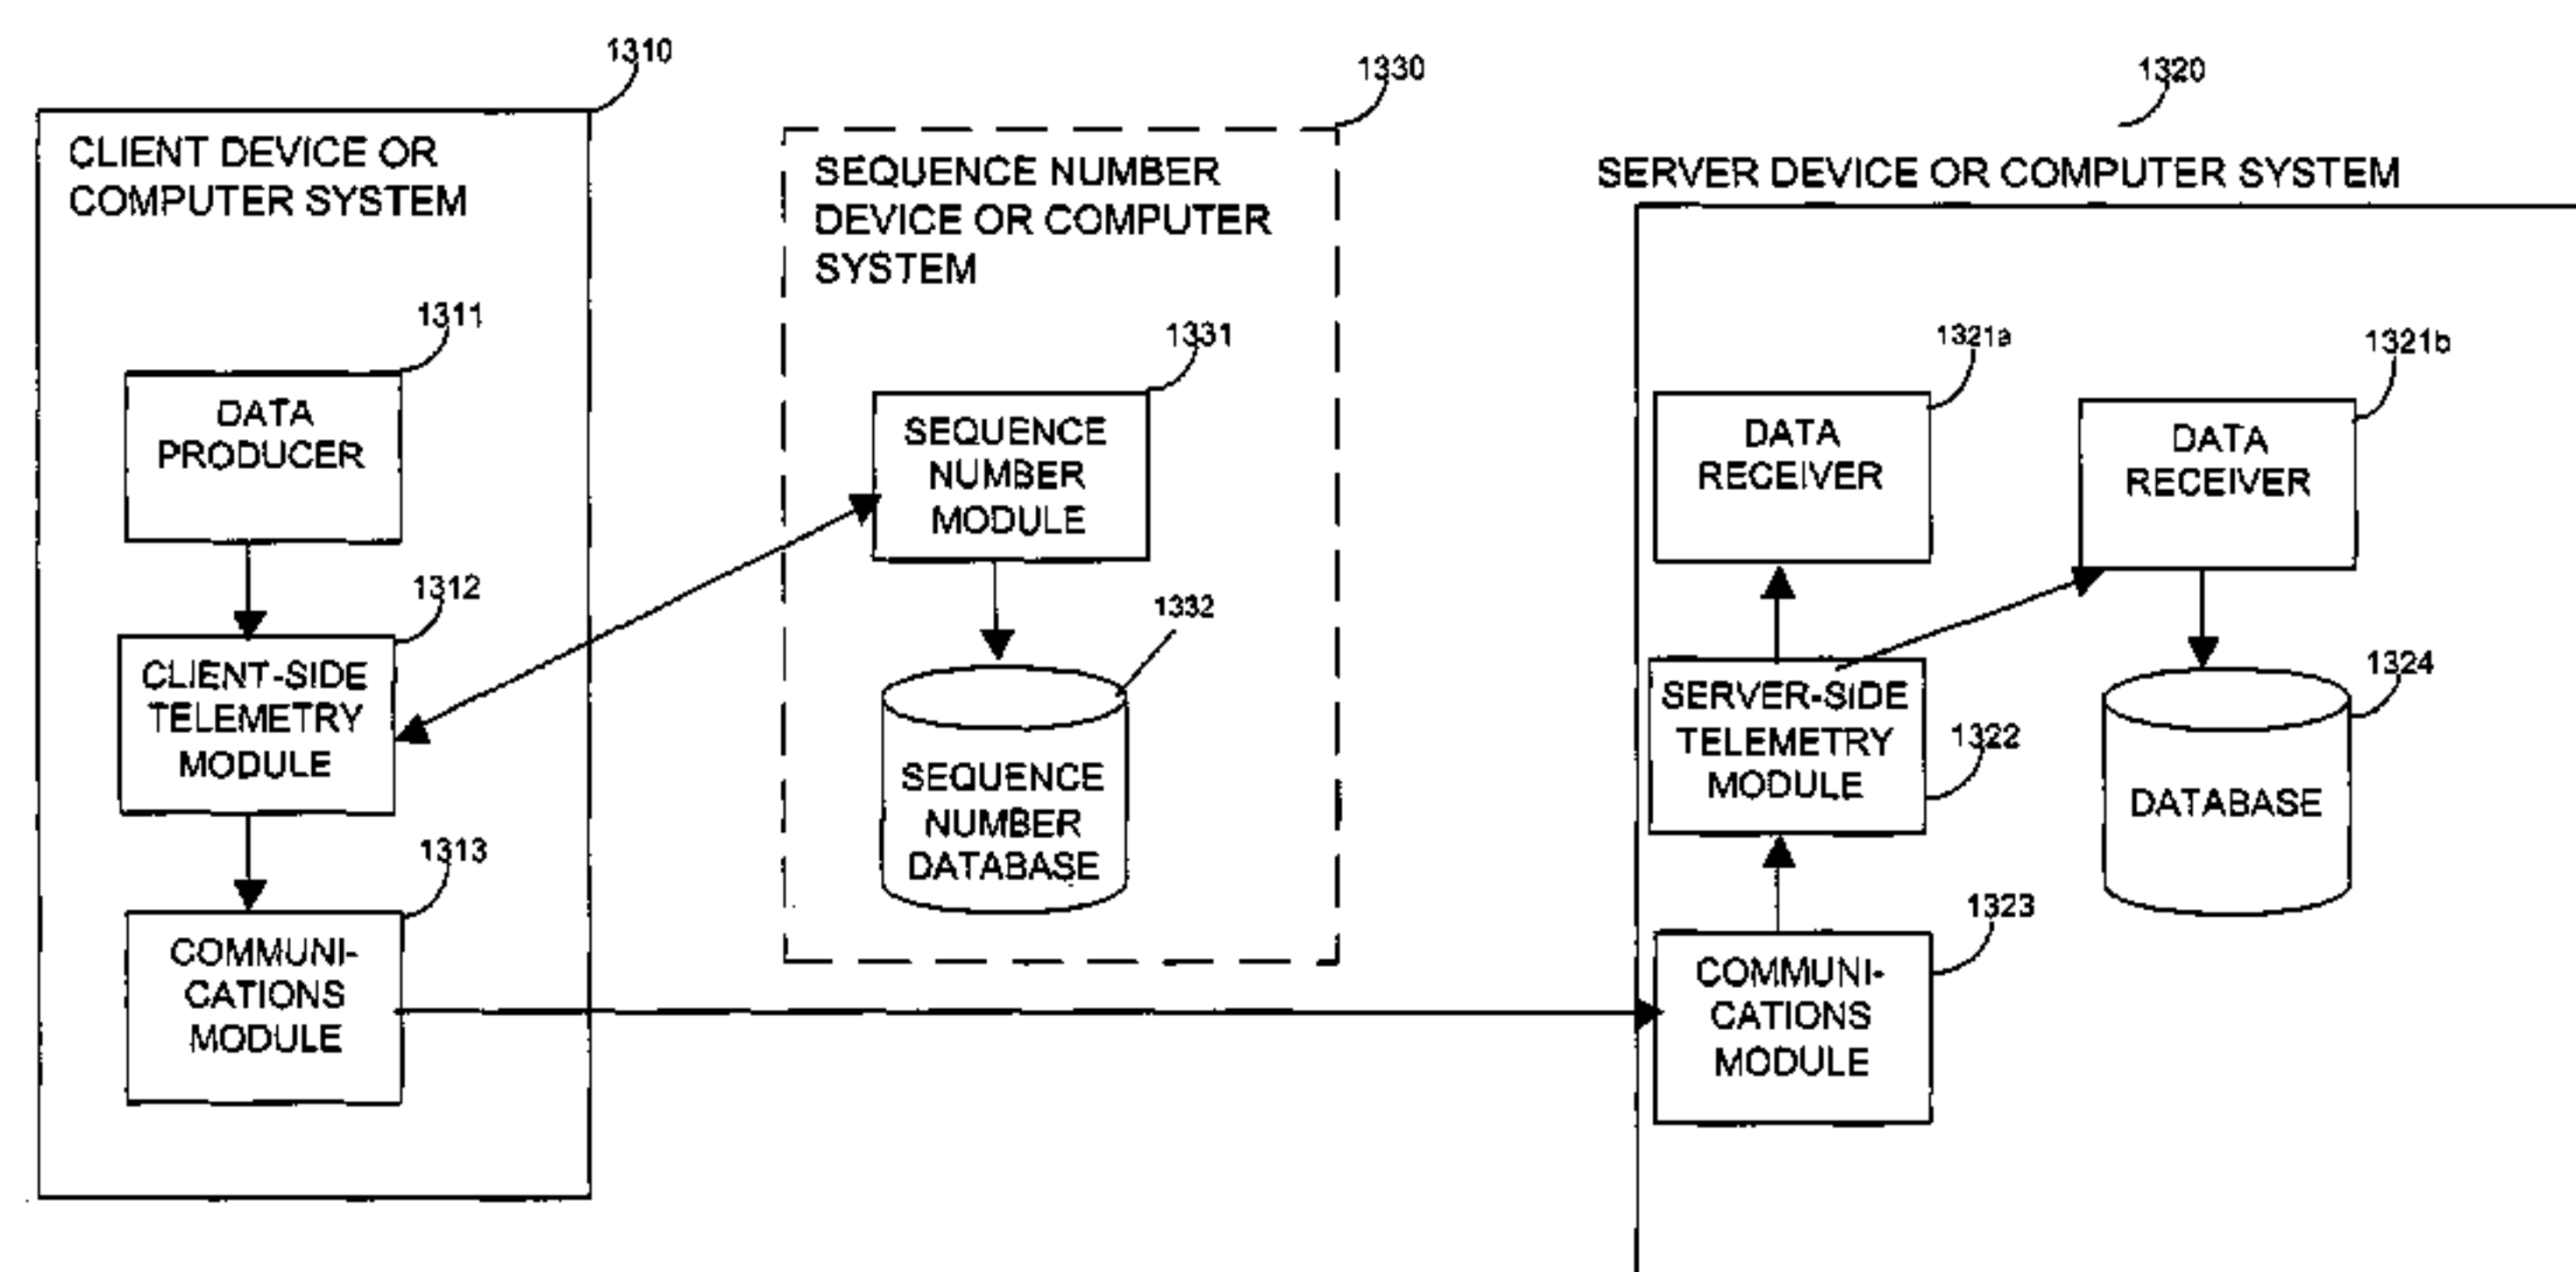 1310
CLIENT DEVICE OR
COMPUTER SYSTEM
1311
DATA
PRODUCER
1312
CLIENT-SIDE
TELEMETRY
MODULE
1313
COMMUNI-
CATIONS
MODULE
1330
SEQUENCE NUMBER
DEVICE OR COMPUTER
SYSTEM
1331
SEQUENCE
NUMBER
MODULE
1332
SEQUENCE
NUMBER
DATABASE
1320
SERVER DEVICE OR COMPUTER SYSTEM
1321a
DATA
RECEIVER
1321b
DATA
RECEIVER
SERVER-SIDE
TELEMETRY
MODULE
1322
1324
DATABASE
1323
COMMUNI-
CATIONS
MODULE